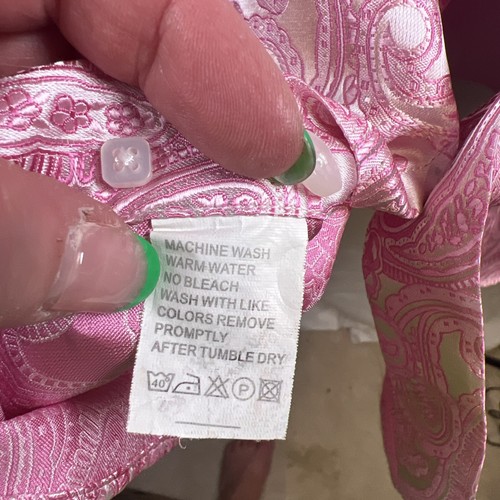 MACHINE WASH
WARM WATER
NO BLEACH
WASH WITH LIKE
COLORS REMOVE
PROMPTLY
AFTER TUMBLE DRY
40 P